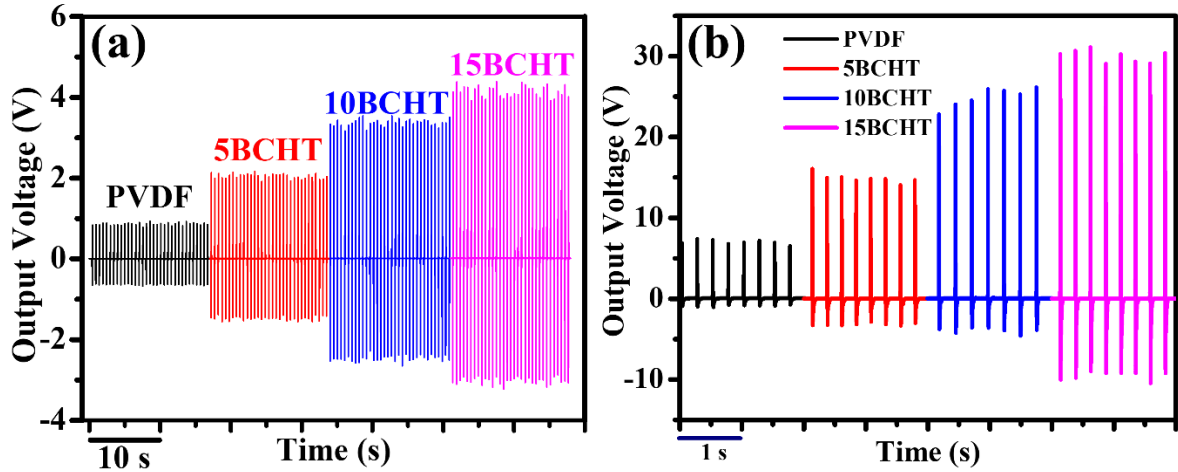 (a)
6
4
2
0
-2
-4
Output Voltage (V)
PVDF
5BCHT
10BCHT
15BCHT
10 s
Time (s)
(b)
30
20
10
0
-10
Output Voltage (V)
PVDF
5BCHT
10BCHT
15BCHT
1 s
Time (s)